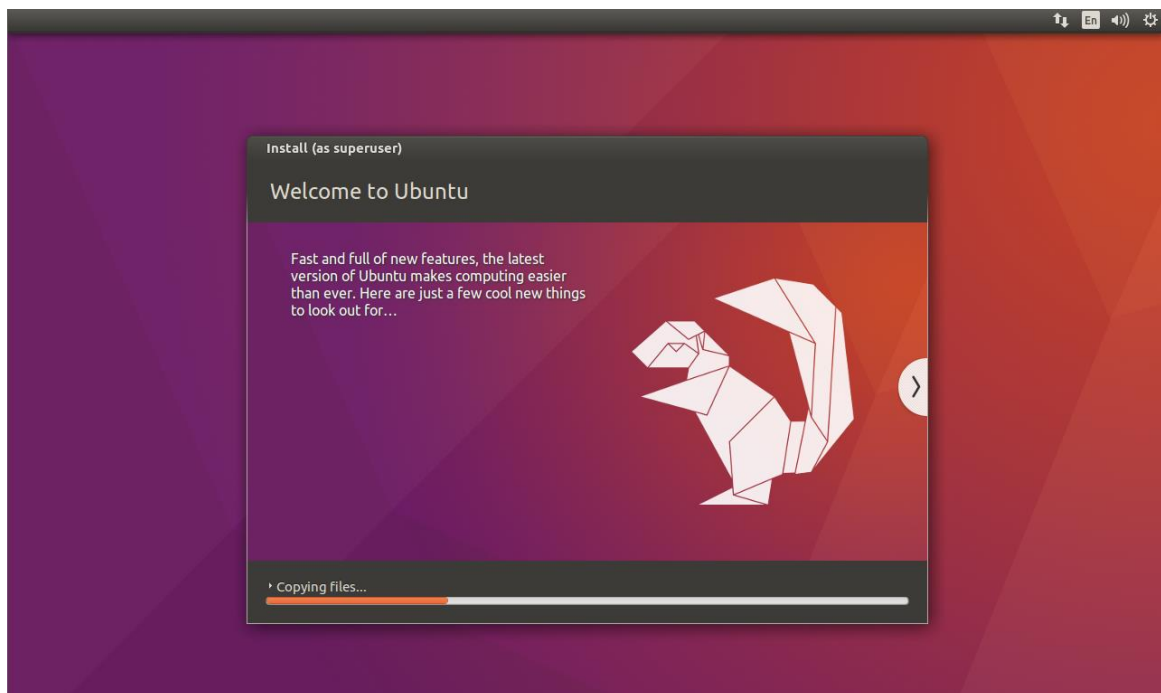 En
Install (as superuser)
Welcome to Ubuntu
Fast and full of new features, the latest
version of Ubuntu makes computing easier
than ever. Here are just a few cool new things
to look out for...
Copying files...